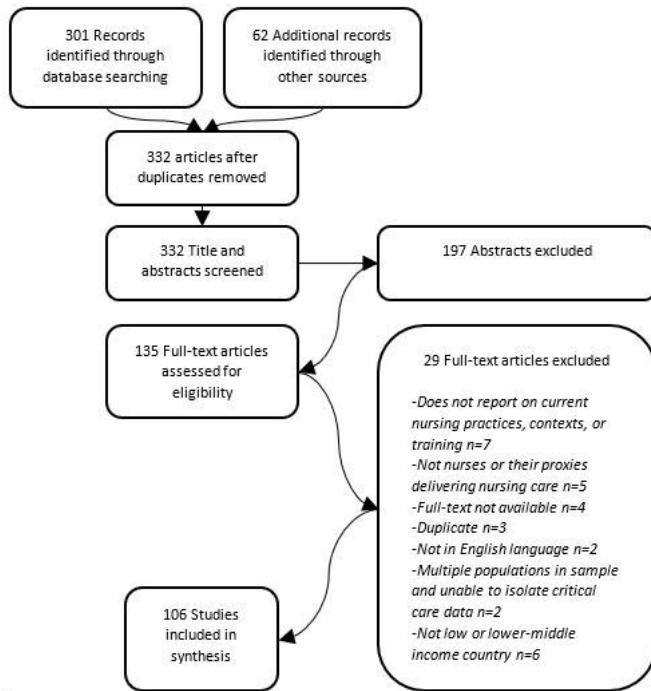 301 Records
identified through
database searching
62 Additional records
identified through
other sources
332 articles after
duplicates removed
332 Title and
abstracts screened
197 Abstracts excluded
135 Full-text articles
assessed for
eligibility
29 Full-text articles excluded
-Does not report on current
nursing practices, contexts, or
training n=7
-Not nurses or their proxies
delivering nursing care n=5
-Full-text not available n=4
-Duplicate n=3
-Not in English language n=2
-Multiple populations in sample
and unable to isolate critical
care data n=2
-Not low or lower-middle
income country n=6
106 Studies
included in
synthesis